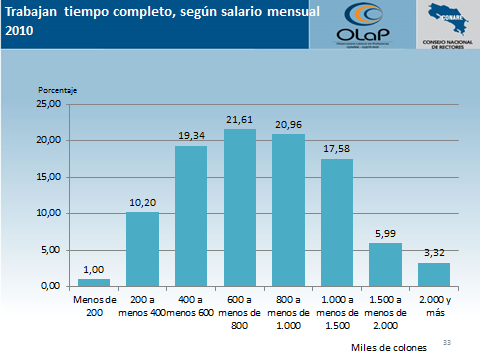 Trabajan tiempo completo, según salario mensual
2010
OLaP
CONARE
CONSEJO NACIONAL
DE RECTORES
Porcentaje
25,00
20,00
15,00
10,00
5,00
0,00
1,00
10,20
19,34
21,61
20,96
17,58
5,99
3,32
Menos de
200
200 a
menos 400
400 a
menos 600
600 a
menos de
800
800 a
menos de
1.000
1.000 a
menos de
1.500
1.500 a
menos de
2.000
2.000 y
más
Miles de colones
33